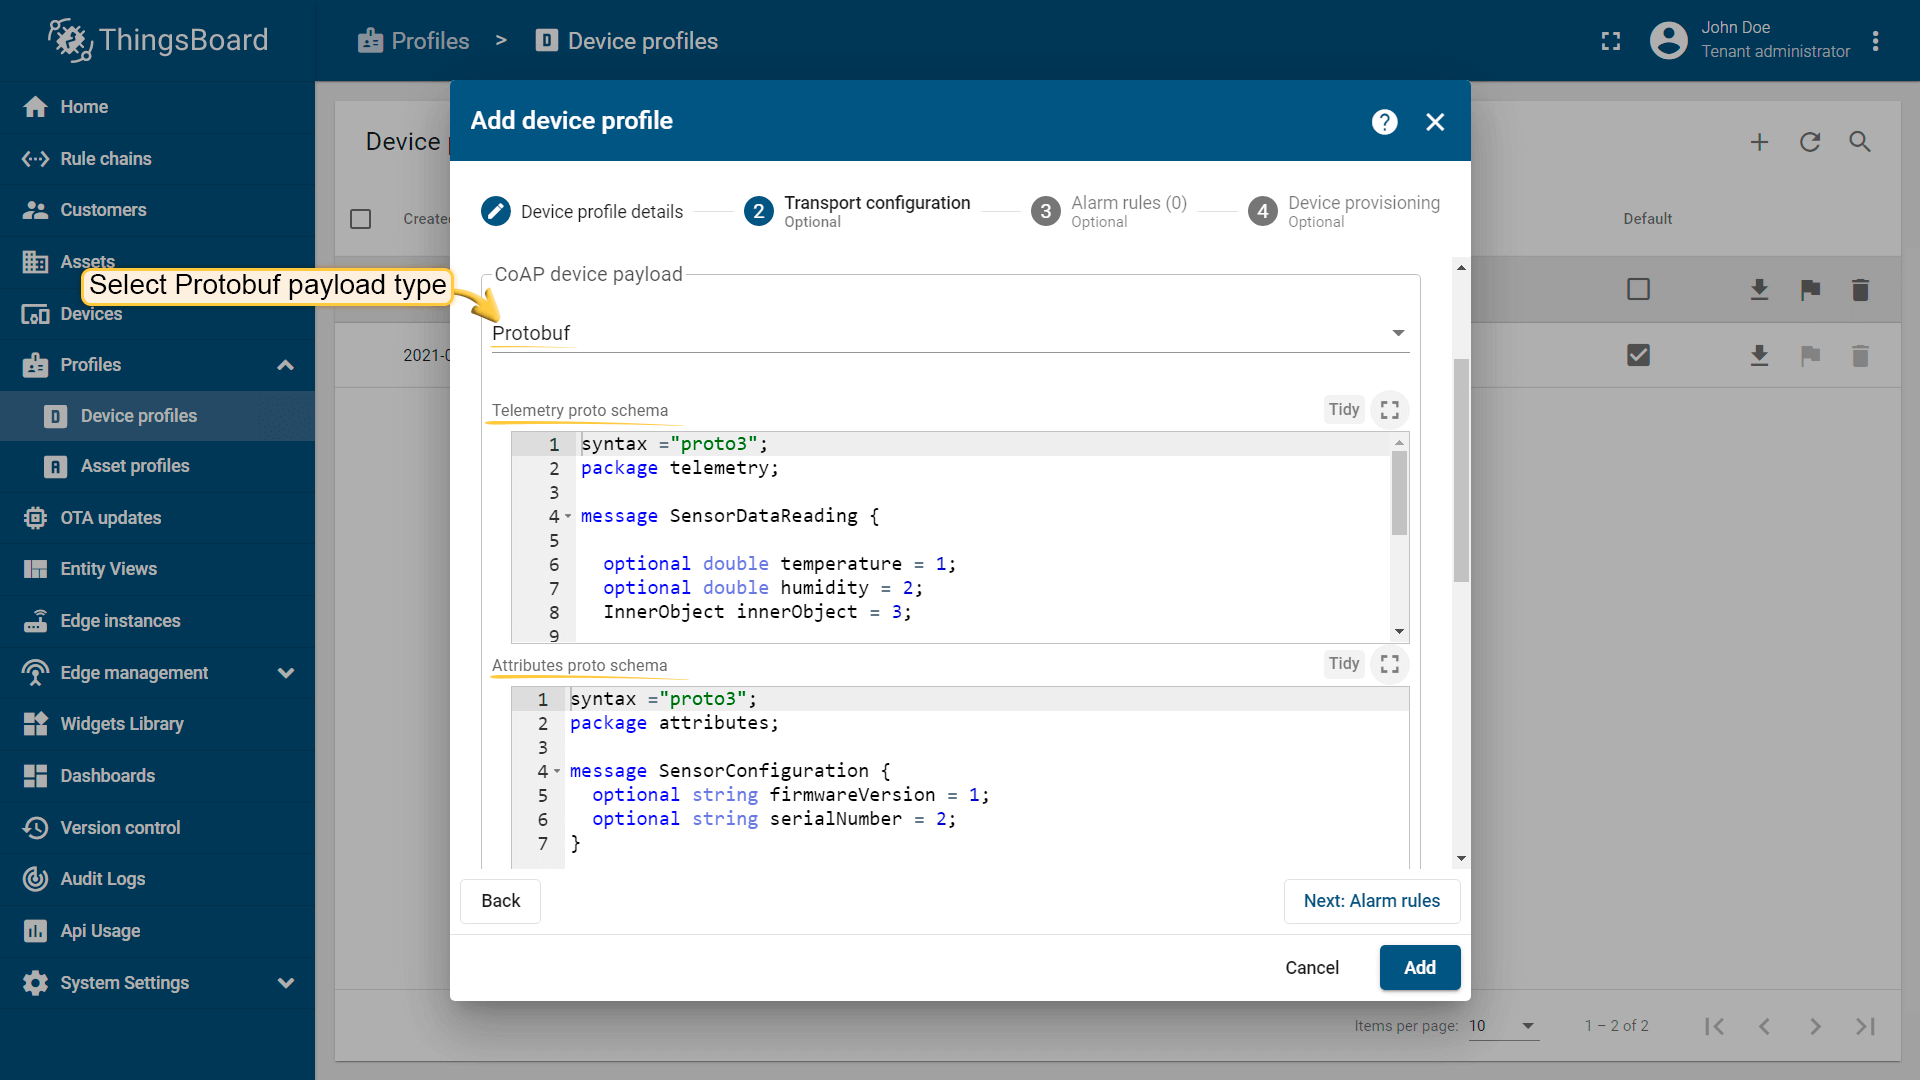 ThingsBoard
Profiles > Device profiles
John Doe
Tenant administrator
Home
Rule chains
Customers
Assets
Devices
Profiles
Device profiles
Asset profiles
OTA updates
Entity Views
Edge instances
Edge management
Widgets Library
Dashboards
Version control
Audit Logs
Api Usage
System Settings
Device
Default
Select Protobuf payload type
Add device profile
Device profile details
2 Transport configuration
Optional
3 Alarm rules (0)
Optional
4 Device provisioning
Optional
CoAP device payload
Protobuf
Telemetry proto schema
Tidy
1 syntax ="proto3";
2 package telemetry;
3
4 message SensorDataReading {
5
6 optional double temperature = 1;
7 optional double humidity = 2;
8 InnerObject innerObject = 3;
9
Attributes proto schema
Tidy
1 syntax ="proto3";
2 package attributes;
3
4 message SensorConfiguration {
5 optional string firmwareVersion = 1;
6 optional string serialNumber = 2;
7 }
Back
Next: Alarm rules
Cancel
Add
Items per page: 10
1 – 2 of 2